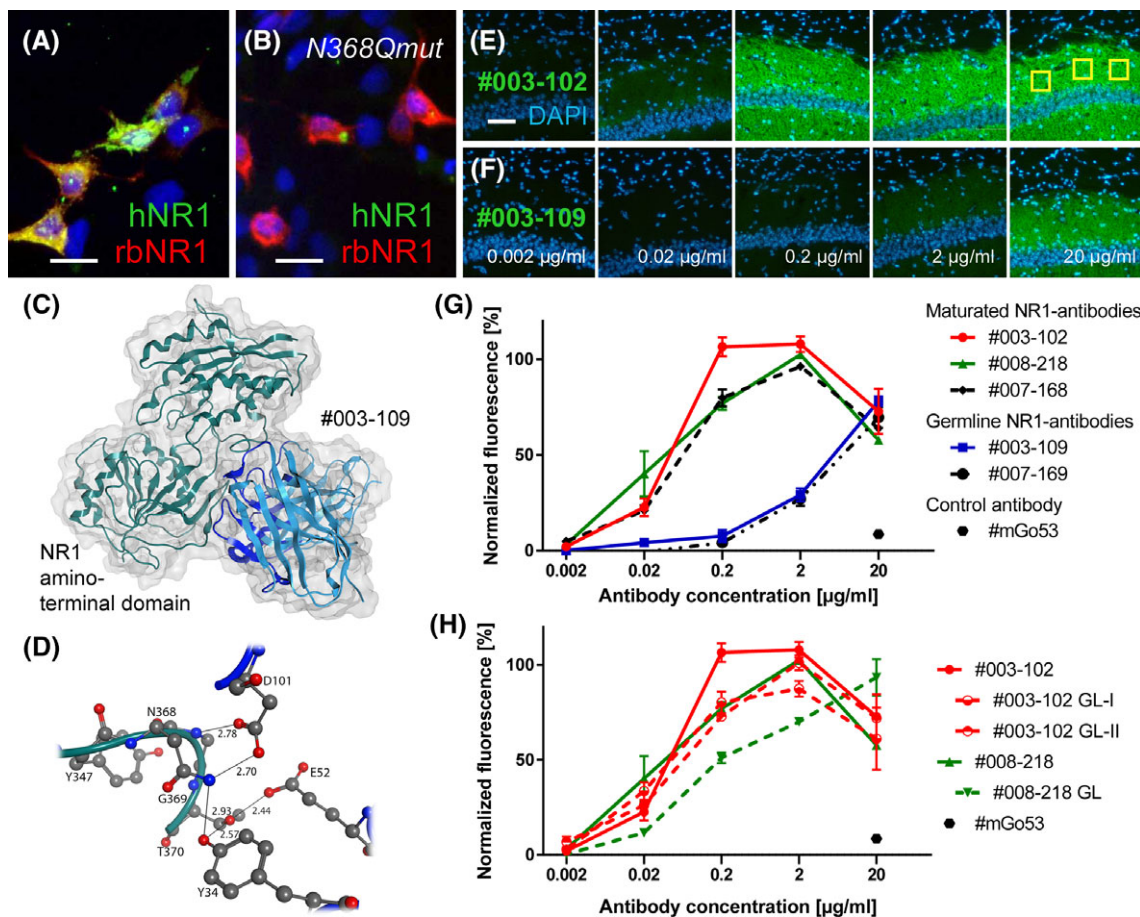 (A)
hNR1
rbNR1
(B)
N368Qmut
hNR1
rbNR1
(E)
#003-102
DAPI
(F)
#003-109
0.002 µg/ml
0.02 µg/ml
0.2 µg/ml
2 µg/ml
20 µg/ml
(C)
#003-109
NR1
amino-
terminal domain
(D)
D101
N368
2.78
Y347
2.70
E52
G369
2.93
2.44
2.57
T370
Y34
(G)
Normalized fluorescence [%]
100
50
0
0.002
0.02
0.2
2
20
Antibody concentration [µg/ml]
Maturated NR1-antibodies
#003-102
#008-218
#007-168
Germline NR1-antibodies
#003-109
#007-169
Control antibody
#mGo53
(H)
Normalized fluorescence [%]
100
50
0
0.002
0.02
0.2
2
20
Antibody concentration [µg/ml]
#003-102
#003-102 GL-I
#003-102 GL-II
#008-218
#008-218 GL
#mGo53